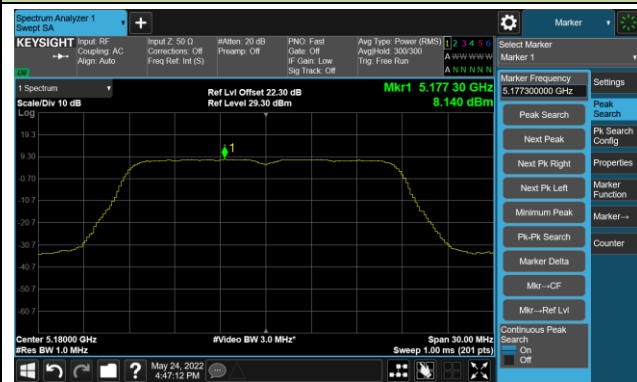 Spectrum Analyzer 1
Swept SA
+
Marker
KEYSIGHT
Input: RF
Coupling: AC
Align: Auto
Input Z: 50 Ω
Corrections: Off
Freq Ref: Int (S)
#Atten: 20 dB
Preamp: Off
PNO: Fast
Gate: Off
IF Gain: Low
Sig Track: Off
Avg Type: Power (RMS)
Avg|Hold: 300/300
Trig: Free Run
1 2 3 4 5 6
A W W W W W
A N N N N N
Select Marker
Marker 1
LXI
1 Spectrum
Scale/Div 10 dB
Log
Ref Lvl Offset 22.30 dB
Ref Level 29.30 dBm
Mkr1 5.177 30 GHz
8.140 dBm
Marker Frequency
5.177300000 GHz
Settings
Peak Search
Next Peak
Next Pk Right
Next Pk Left
Minimum Peak
Pk-Pk Search
Marker Delta
Mkr→CF
Mkr→Ref Lvl
Continuous Peak
Search
On
Off
Peak
Search
Pk Search
Config
Properties
Marker
Function
Marker→
Counter
1
19.3
9.30
-0.70
-10.7
-20.7
-30.7
-40.7
-50.7
-60.7
Center 5.18000 GHz
#Res BW 1.0 MHz
#Video BW 3.0 MHz*
Span 30.00 MHz
Sweep 1.00 ms (201 pts)
?
May 24, 2022
4:47:12 PM